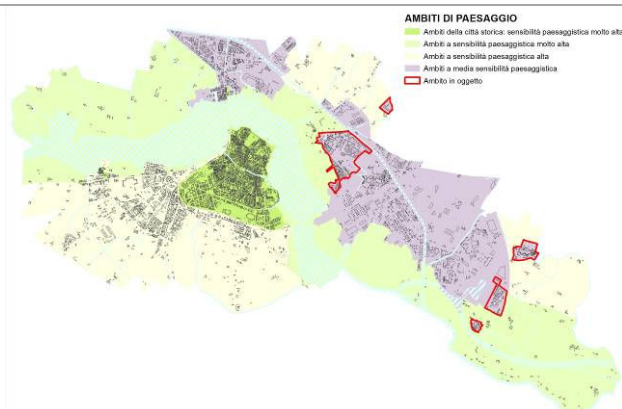 AMBITI DI PAESAGGIO
Ambiti della città storica: sensibilità paesaggistica molto alta
Ambiti a sensibilità paesaggistica molto alta
Ambiti a sensibilità paesaggistica alta
Ambiti a media sensibilità paesaggistica
Ambito in oggetto